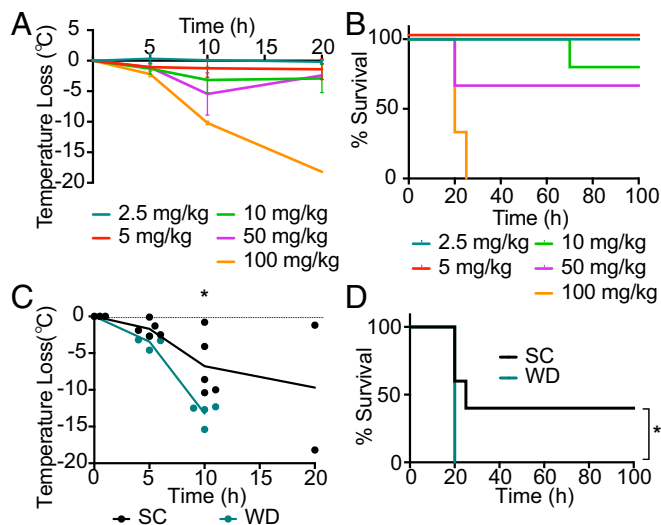 A
Time (h)
0 5 10 15 20
5
0
-5
-10
-15
-20
Temperature Loss (°C)
2.5 mg/kg
5 mg/kg
10 mg/kg
50 mg/kg
100 mg/kg
B
100
50
0
% Survival
0 20 40 60 80 100
Time (h)
2.5 mg/kg
5 mg/kg
10 mg/kg
50 mg/kg
100 mg/kg
C
*
0
-5
-10
-15
-20
Temperature Loss(°C)
0 5 10 15 20
Time (h)
SC
WD
D
100
50
0
% Survival
SC
WD
*
0 20 40 60 80 100
Time (h)